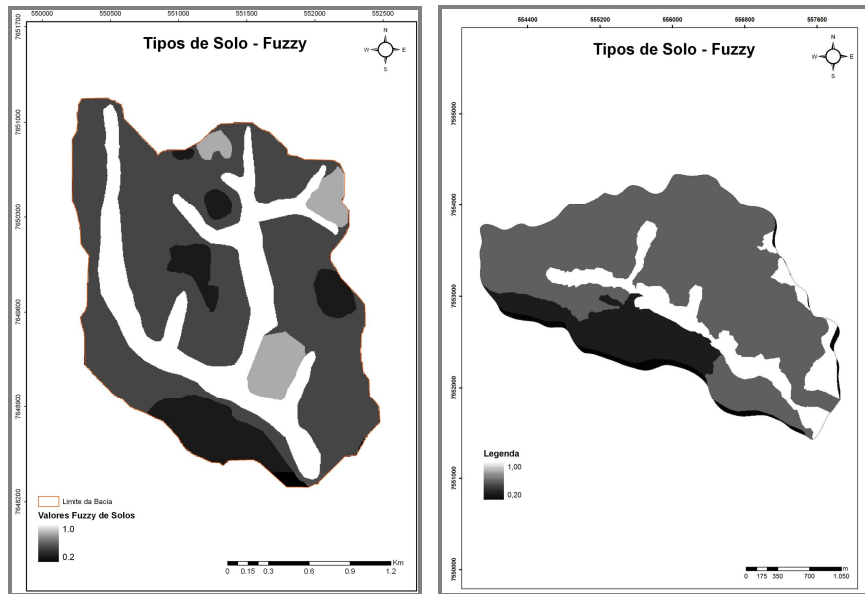 550000 551000 551500 552000 552500
Tipos de Solo - Fuzzy
N
W E
S
7651700
7651000
7650300
7649600
7648900
7648200
Limite da Bacia
Valores Fuzzy de Solos
1.0
0.2
Km
0 0.15 0.3 0.6 0.9 1.2
554400 555200 556000 556800 557600
Tipos de Solo - Fuzzy
N
W E
S
7555000
7554000
7553000
7552000
7551000
7550000
Legenda
1,00
0,20
m
0 175 350 700 1.050